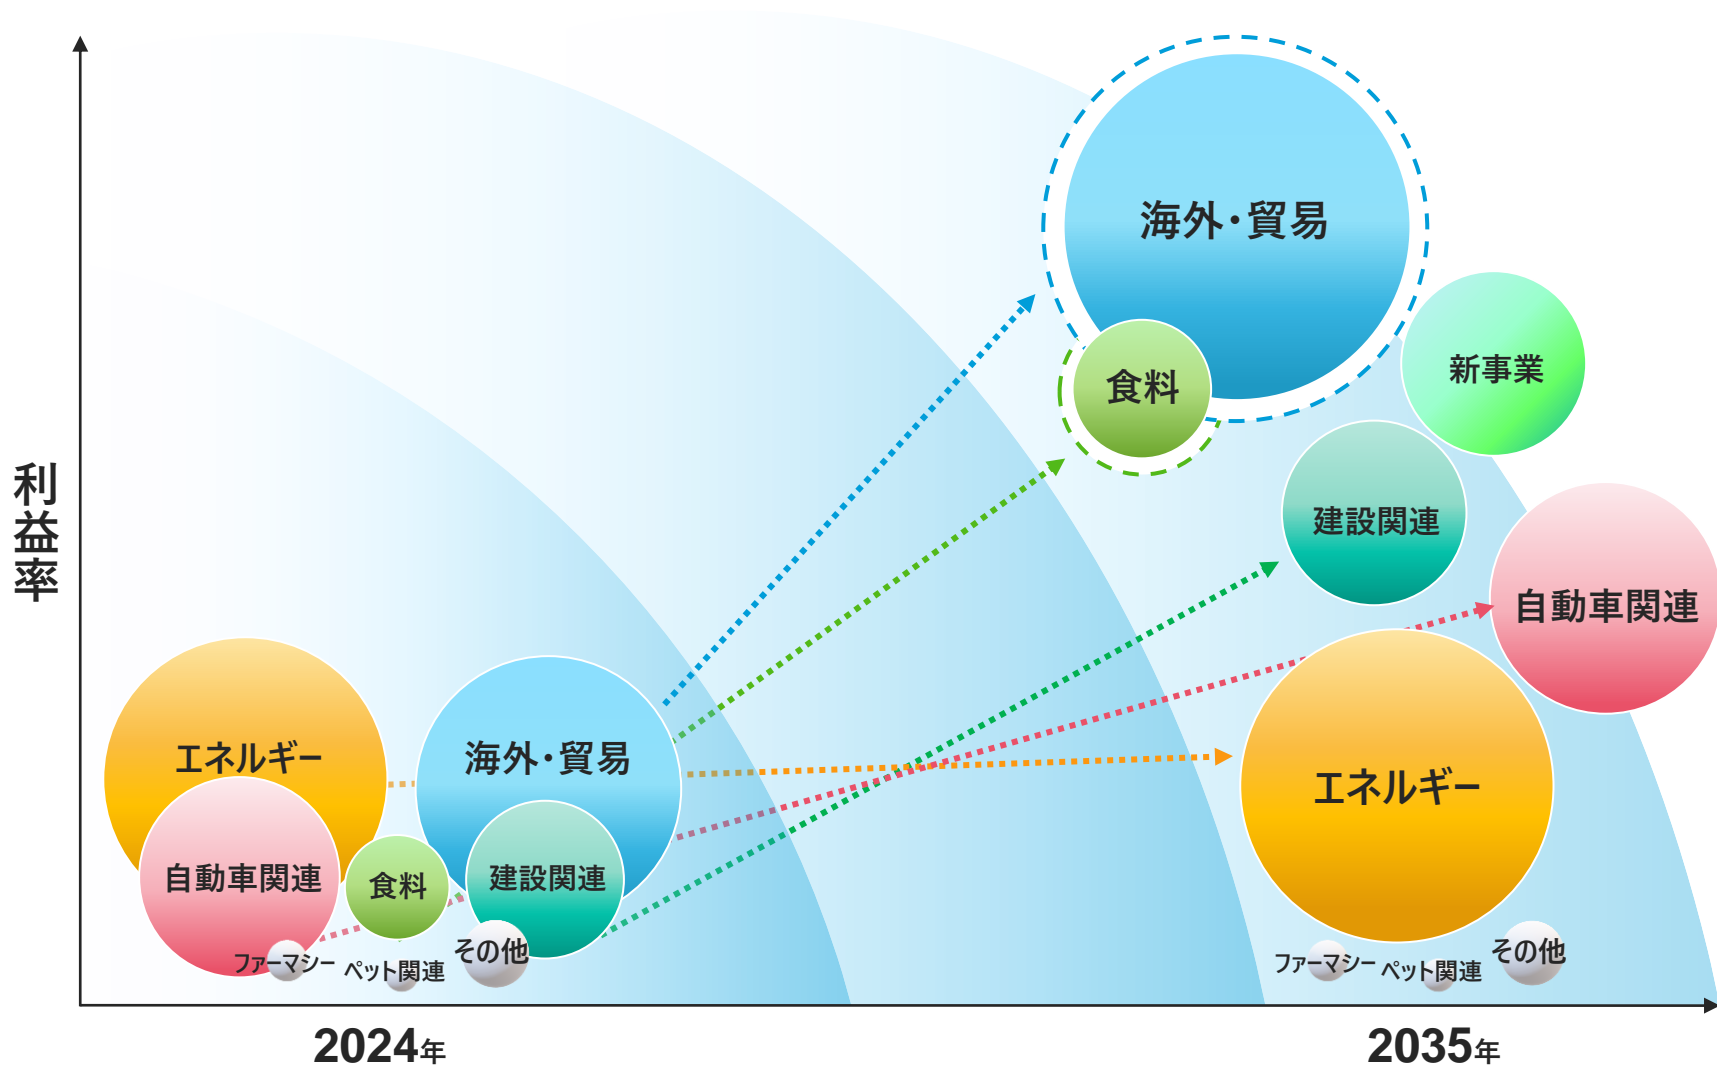 利益率
エネルギー
海外・貿易
自動車関連
食料
建設関連
ファーマシー
ペット関連
その他
海外・貿易
食料
新事業
建設関連
自動車関連
エネルギー
ファーマシー
ペット関連
その他
2024年
2035年